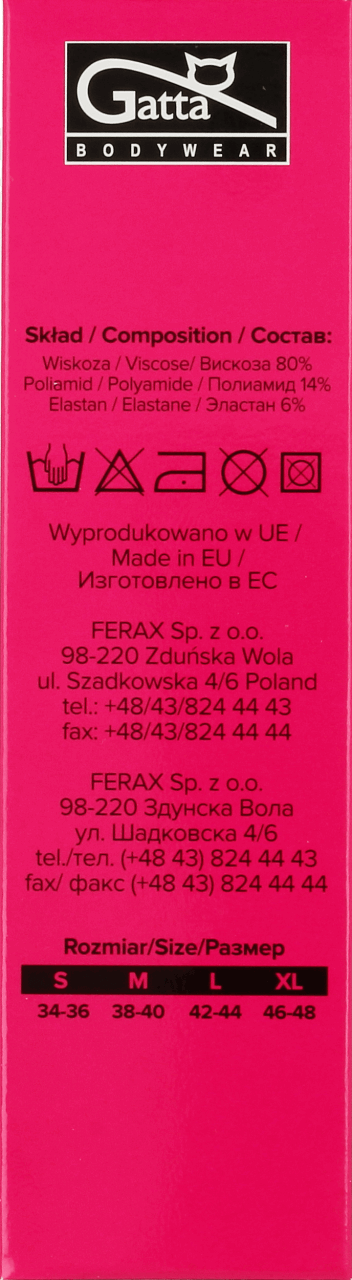 Gatta
BODYWEAR
Skład / Composition / Состав:
Wiskoza / Viscose/ Вискоза 80%
Poliamid / Polyamide / Полиамид 14%
Elastan / Elastane / Эластан 6%
Wyprodukowano w UE /
Made in EU /
Изготовлено в ЕС
FERAX Sp. z o.o.
98-220 Zduńska Wola
ul. Szadkowska 4/6 Poland
tel.: +48/43/824 44 43
fax: +48/43/824 44 44
FERAX Sp. z o.o.
98-220 Здунска Вола
ул. Шадковска 4/6
tel./тел. (+48 43) 824 44 43
fax/ факс (+48 43) 824 44 44
Rozmiar/Size/Размер
S M L XL
34-36 38-40 42-44 46-48